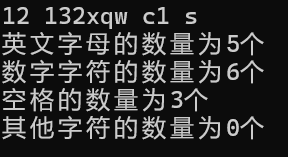 12 132xqw c1 s
英文字母的数量为5个
数字字符的数量为6个
空格的数量为3个
其他字符的数量为0个